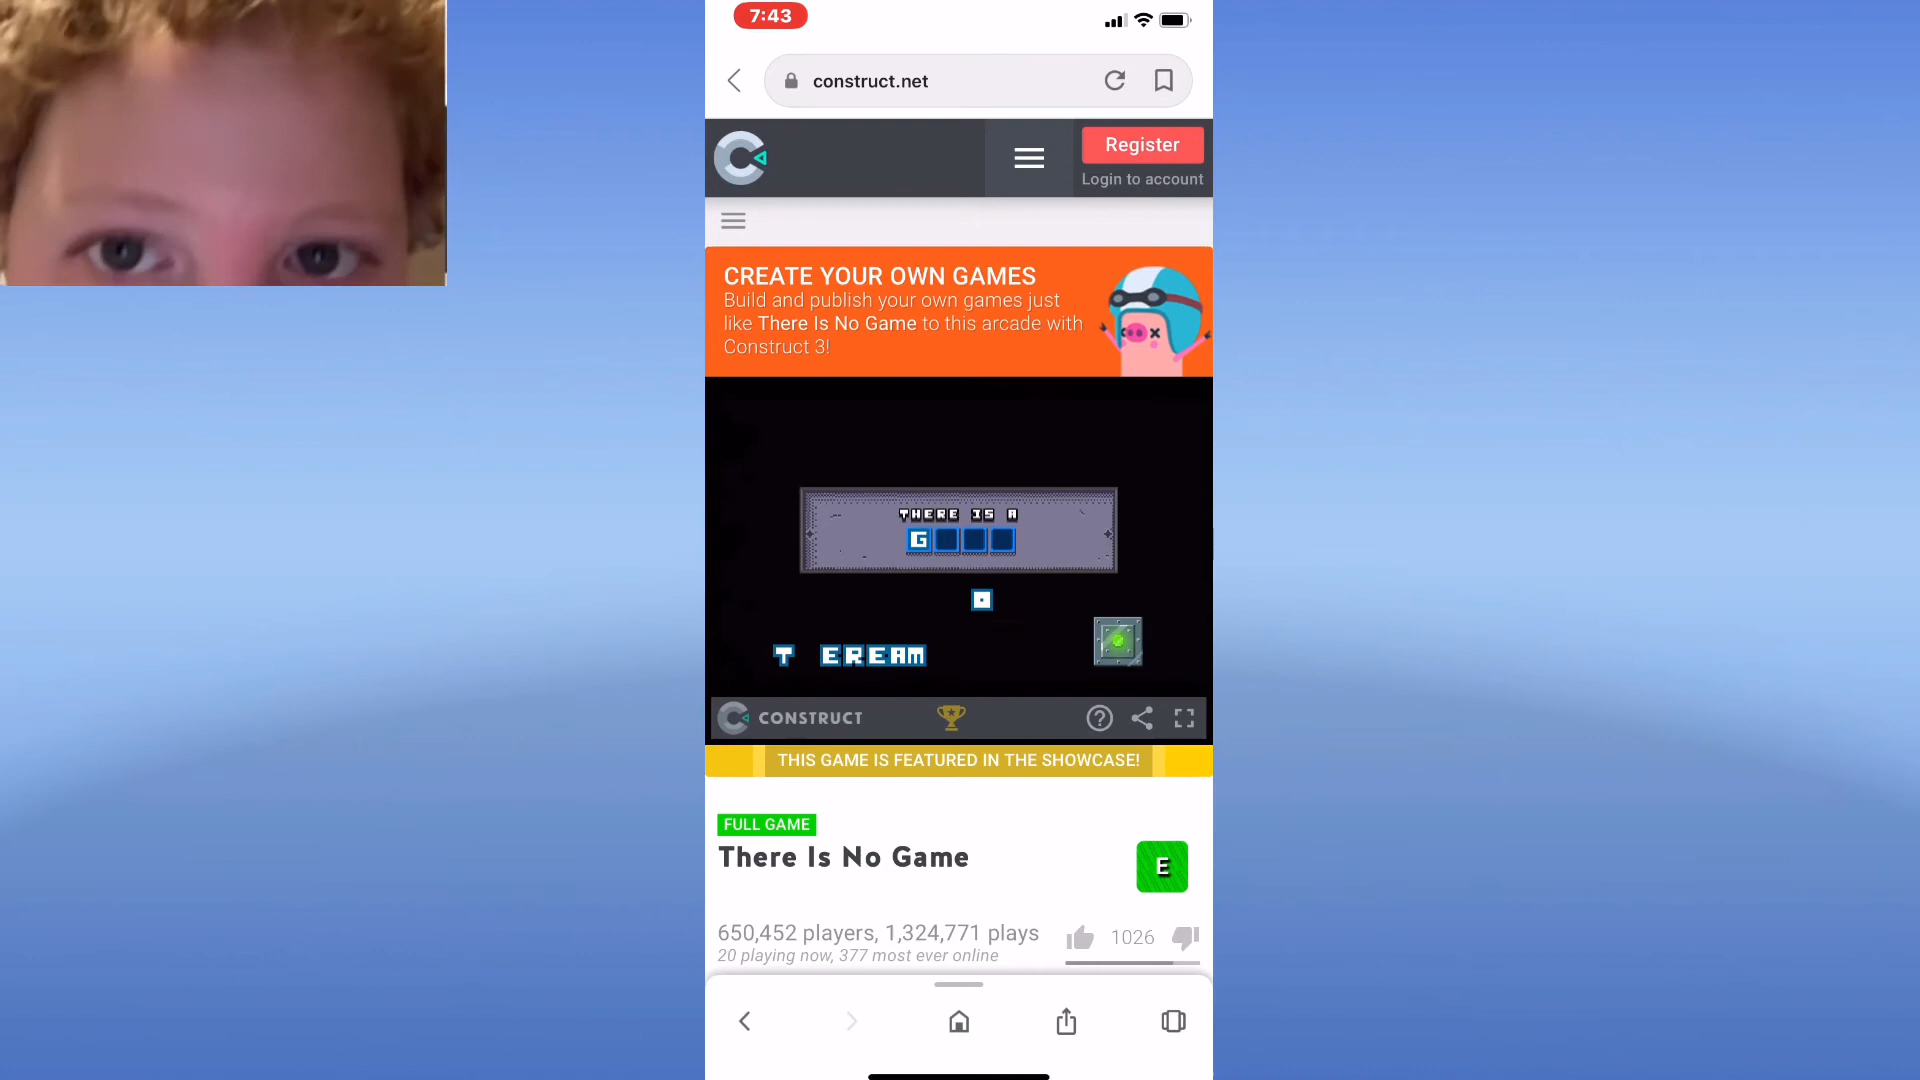 7:43
construct.net
Register
Login to account
CREATE YOUR OWN GAMES
Build and publish your own games just
like There Is No Game to this arcade with
Construct 3!
THERE IS A
G
T EREAM
CONSTRUCT
THIS GAME IS FEATURED IN THE SHOWCASE!
FULL GAME
There Is No Game
E
650,452 players, 1,324,771 plays
1026
20 playing now, 377 most ever online